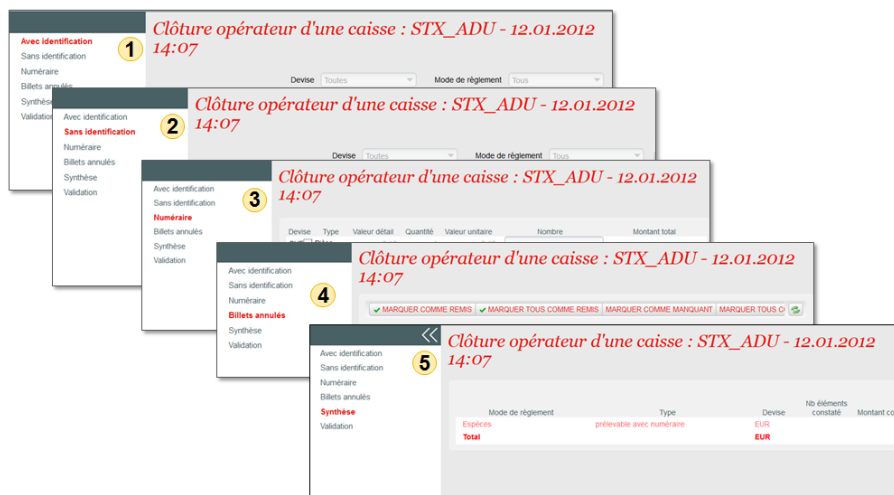 Clôture opérateur d'une caisse : STX_ADU - 12.01.2012
14:07
Avec identification
Sans identification
Numéraire
Billets annulés
Validation
1
Devise Toutes Mode de règlement Tous
Clôture opérateur d'une caisse : STX_ADU - 12.01.2012
14:07
Avec identification
Sans identification
Numéraire
Billets annulés
Synthèse
Validation
2
Devise Toutes Mode de règlement Tous
Clôture opérateur d'une caisse : STX_ADU - 12.01.2012
14:07
Avec identification
Sans identification
Numéraire
Billets annulés
Synthèse
Validation
3
Devise Type Valeur détail Quantité Valeur unitaire Nombre Montant total
Clôture opérateur d'une caisse : STX_ADU - 12.01.2012
14:07
Avec identification
Sans identification
Numéraire
Billets annulés
Synthèse
Validation
4
MARQUER COMME REMIS MARQUER TOUS COMME REMIS MARQUER COMME MANQUANT MARQUER TOUS
Clôture opérateur d'une caisse : STX_ADU - 12.01.2012
14:07
Avec identification
Sans identification
Numéraire
Billets annulés
Synthèse
Validation
5
Mode de règlement Type Devise Nb éléments constaté Montant
Espèces prélevable avec numéraire EUR
Total EUR